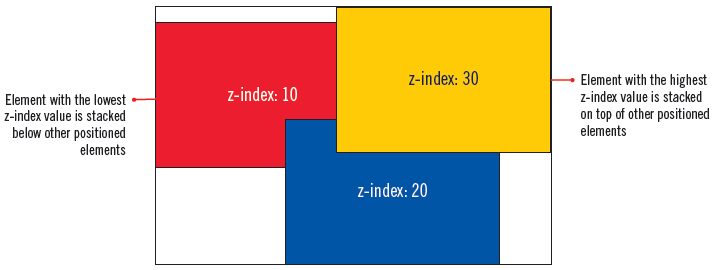 Element with the lowest
z-index value is stacked
below other positioned
elements
z-index: 10
z-index: 30
z-index: 20
Element with the highest
z-index value is stacked
on top of other positioned
elements